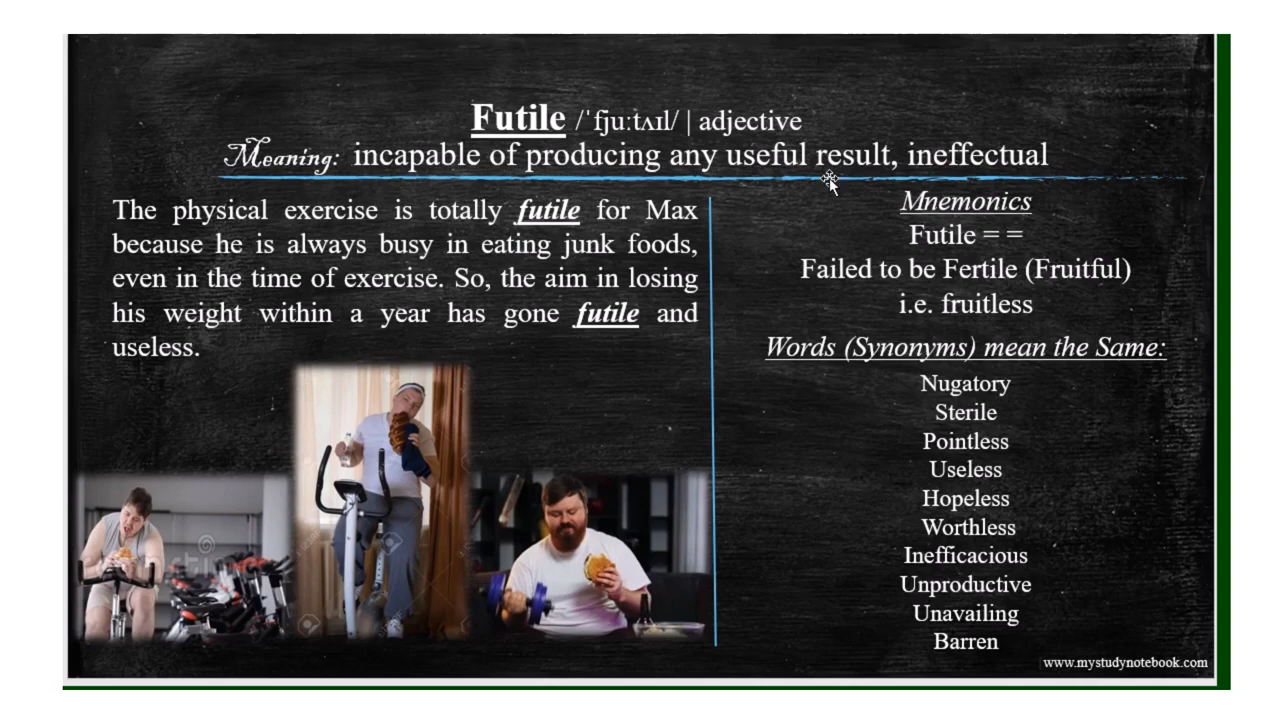 Futile /ˈfjuːtʌɪl/ | adjective
Meaning: incapable of producing any useful result, ineffectual
The physical exercise is totally futile for Max
because he is always busy in eating junk foods,
even in the time of exercise. So, the aim in losing
his weight within a year has gone futile and
useless.
Mnemonics
Futile = =
Failed to be Fertile (Fruitful)
i.e. fruitless
Words (Synonyms) mean the Same:
Nugatory
Sterile
Pointless
Useless
Hopeless
Worthless
Inefficacious
Unproductive
Unavailing
Barren
www.mystudynotebook.com